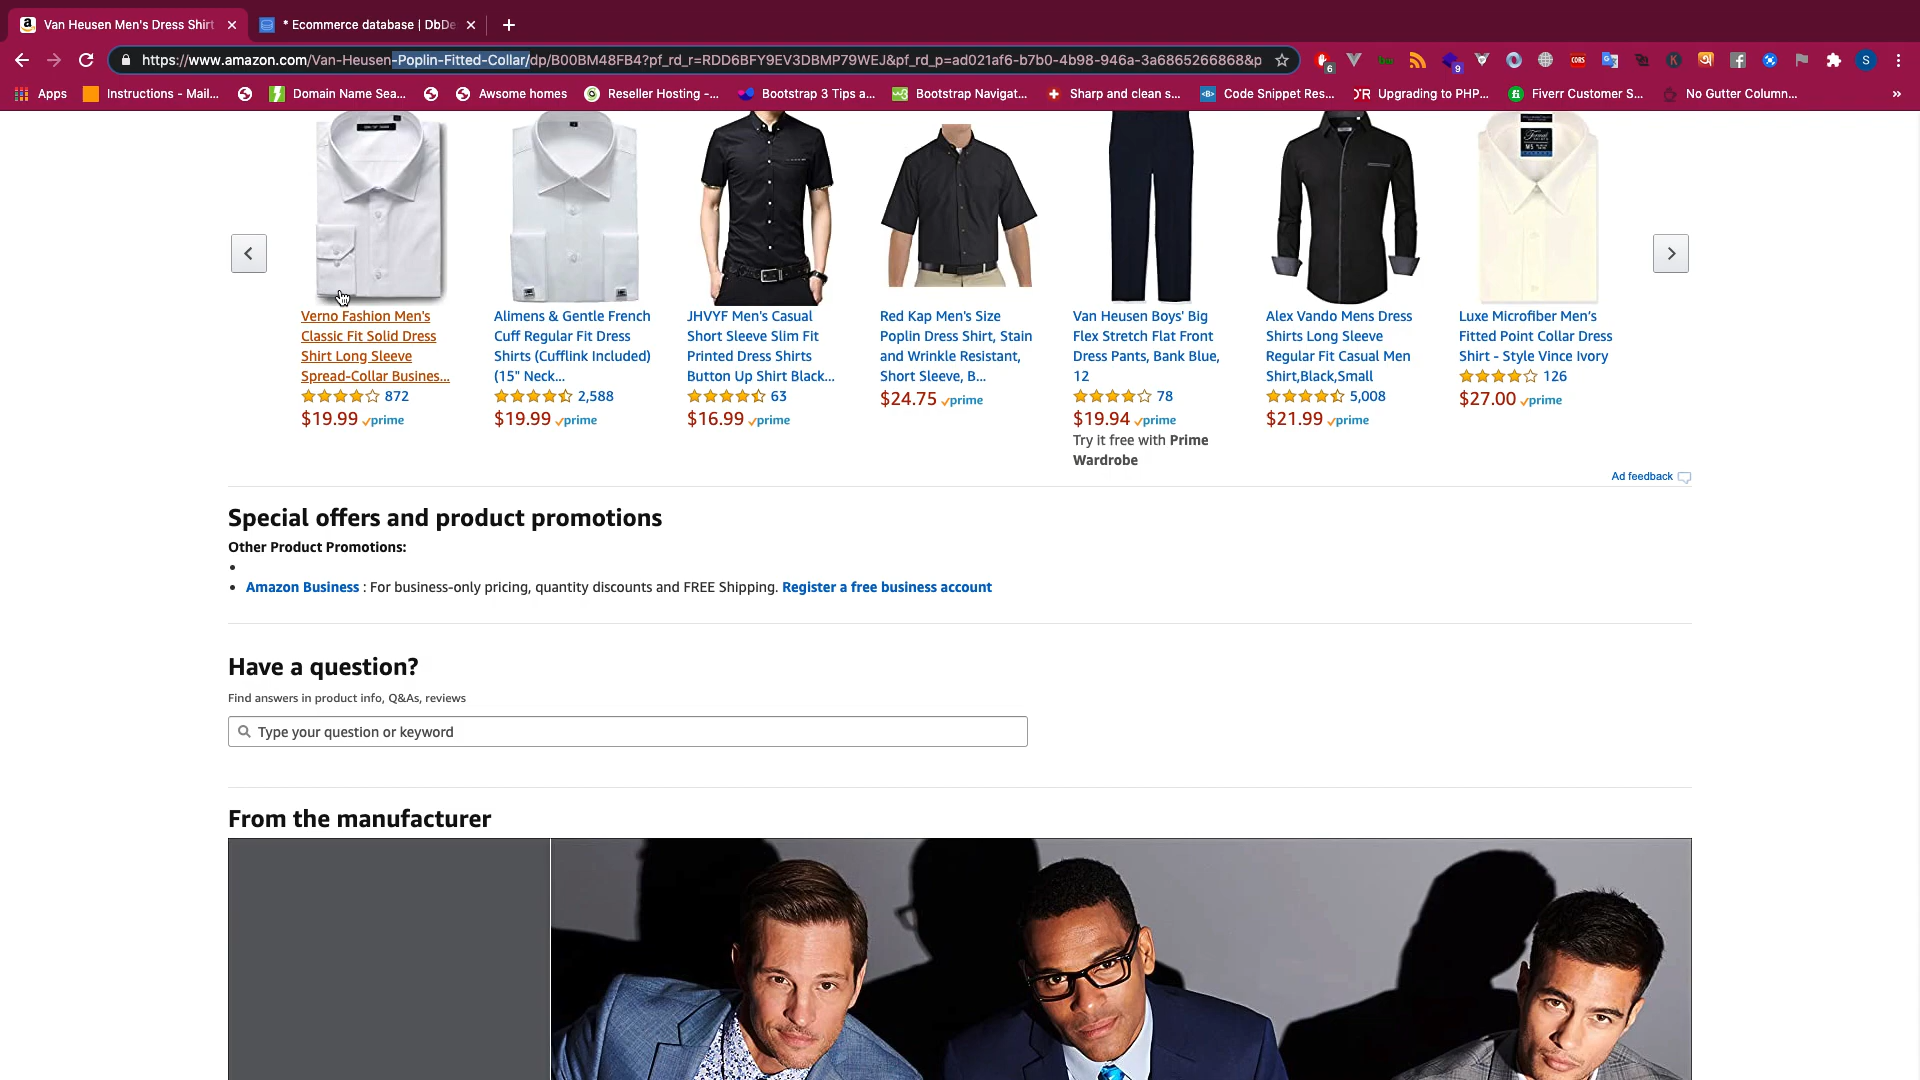 Van Heusen Men's Dress Shirt
* Ecommerce database | DbDe
https://www.amazon.com/Van-Heusen-Poplin-Fitted-Collar/dp/B00BM48FB4?pf_rd_r=RDD6BFY9EV3DBMP79WEJ&pf_rd_p=ad021af6-b7b0-4b98-946a-3a6865266868&p
6
9
CORS
K
S
Apps
Instructions - Mail...
Domain Name Sea...
Awsome homes
Reseller Hosting -...
Bootstrap 3 Tips a...
Bootstrap Navigat...
Sharp and clean s...
Code Snippet Res...
Upgrading to PHP...
Fiverr Customer S...
No Gutter Column...
Verno Fashion Men's
Classic Fit Solid Dress
Shirt Long Sleeve
Spread-Collar Busines...
872
$19.99 prime
Alimens & Gentle French
Cuff Regular Fit Dress
Shirts (Cufflink Included)
(15" Neck...
2,588
$19.99 prime
JHVYF Men's Casual
Short Sleeve Slim Fit
Printed Dress Shirts
Button Up Shirt Black...
63
$16.99 prime
Red Kap Men's Size
Poplin Dress Shirt, Stain
and Wrinkle Resistant,
Short Sleeve, B...
$24.75 prime
Van Heusen Boys' Big
Flex Stretch Flat Front
Dress Pants, Bank Blue,
12
78
$19.94 prime
Try it free with Prime
Wardrobe
Alex Vando Mens Dress
Shirts Long Sleeve
Regular Fit Casual Men
Shirt,Black,Small
5,008
$21.99 prime
Luxe Microfiber Men's
Fitted Point Collar Dress
Shirt - Style Vince Ivory
126
$27.00 prime
Ad feedback
Special offers and product promotions
Other Product Promotions:
Amazon Business : For business-only pricing, quantity discounts and FREE Shipping. Register a free business account
Have a question?
Find answers in product info, Q&As, reviews
Type your question or keyword
From the manufacturer